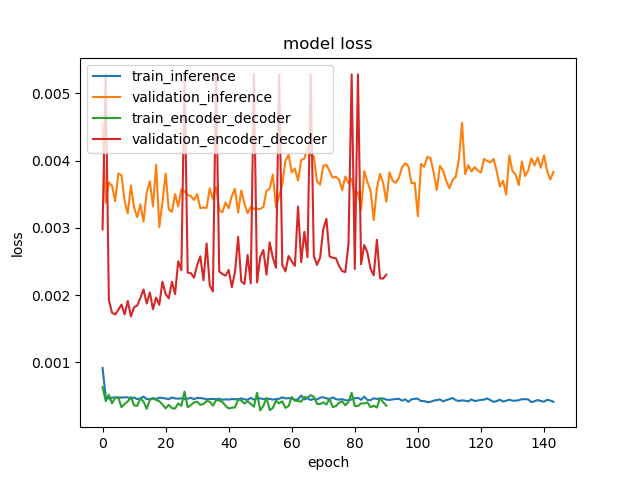 model loss
train_inference
validation_inference
train_encoder_decoder
validation_encoder_decoder
loss
0.005
0.004
0.003
0.002
0.001
0 20 40 60 80 100 120 140
epoch